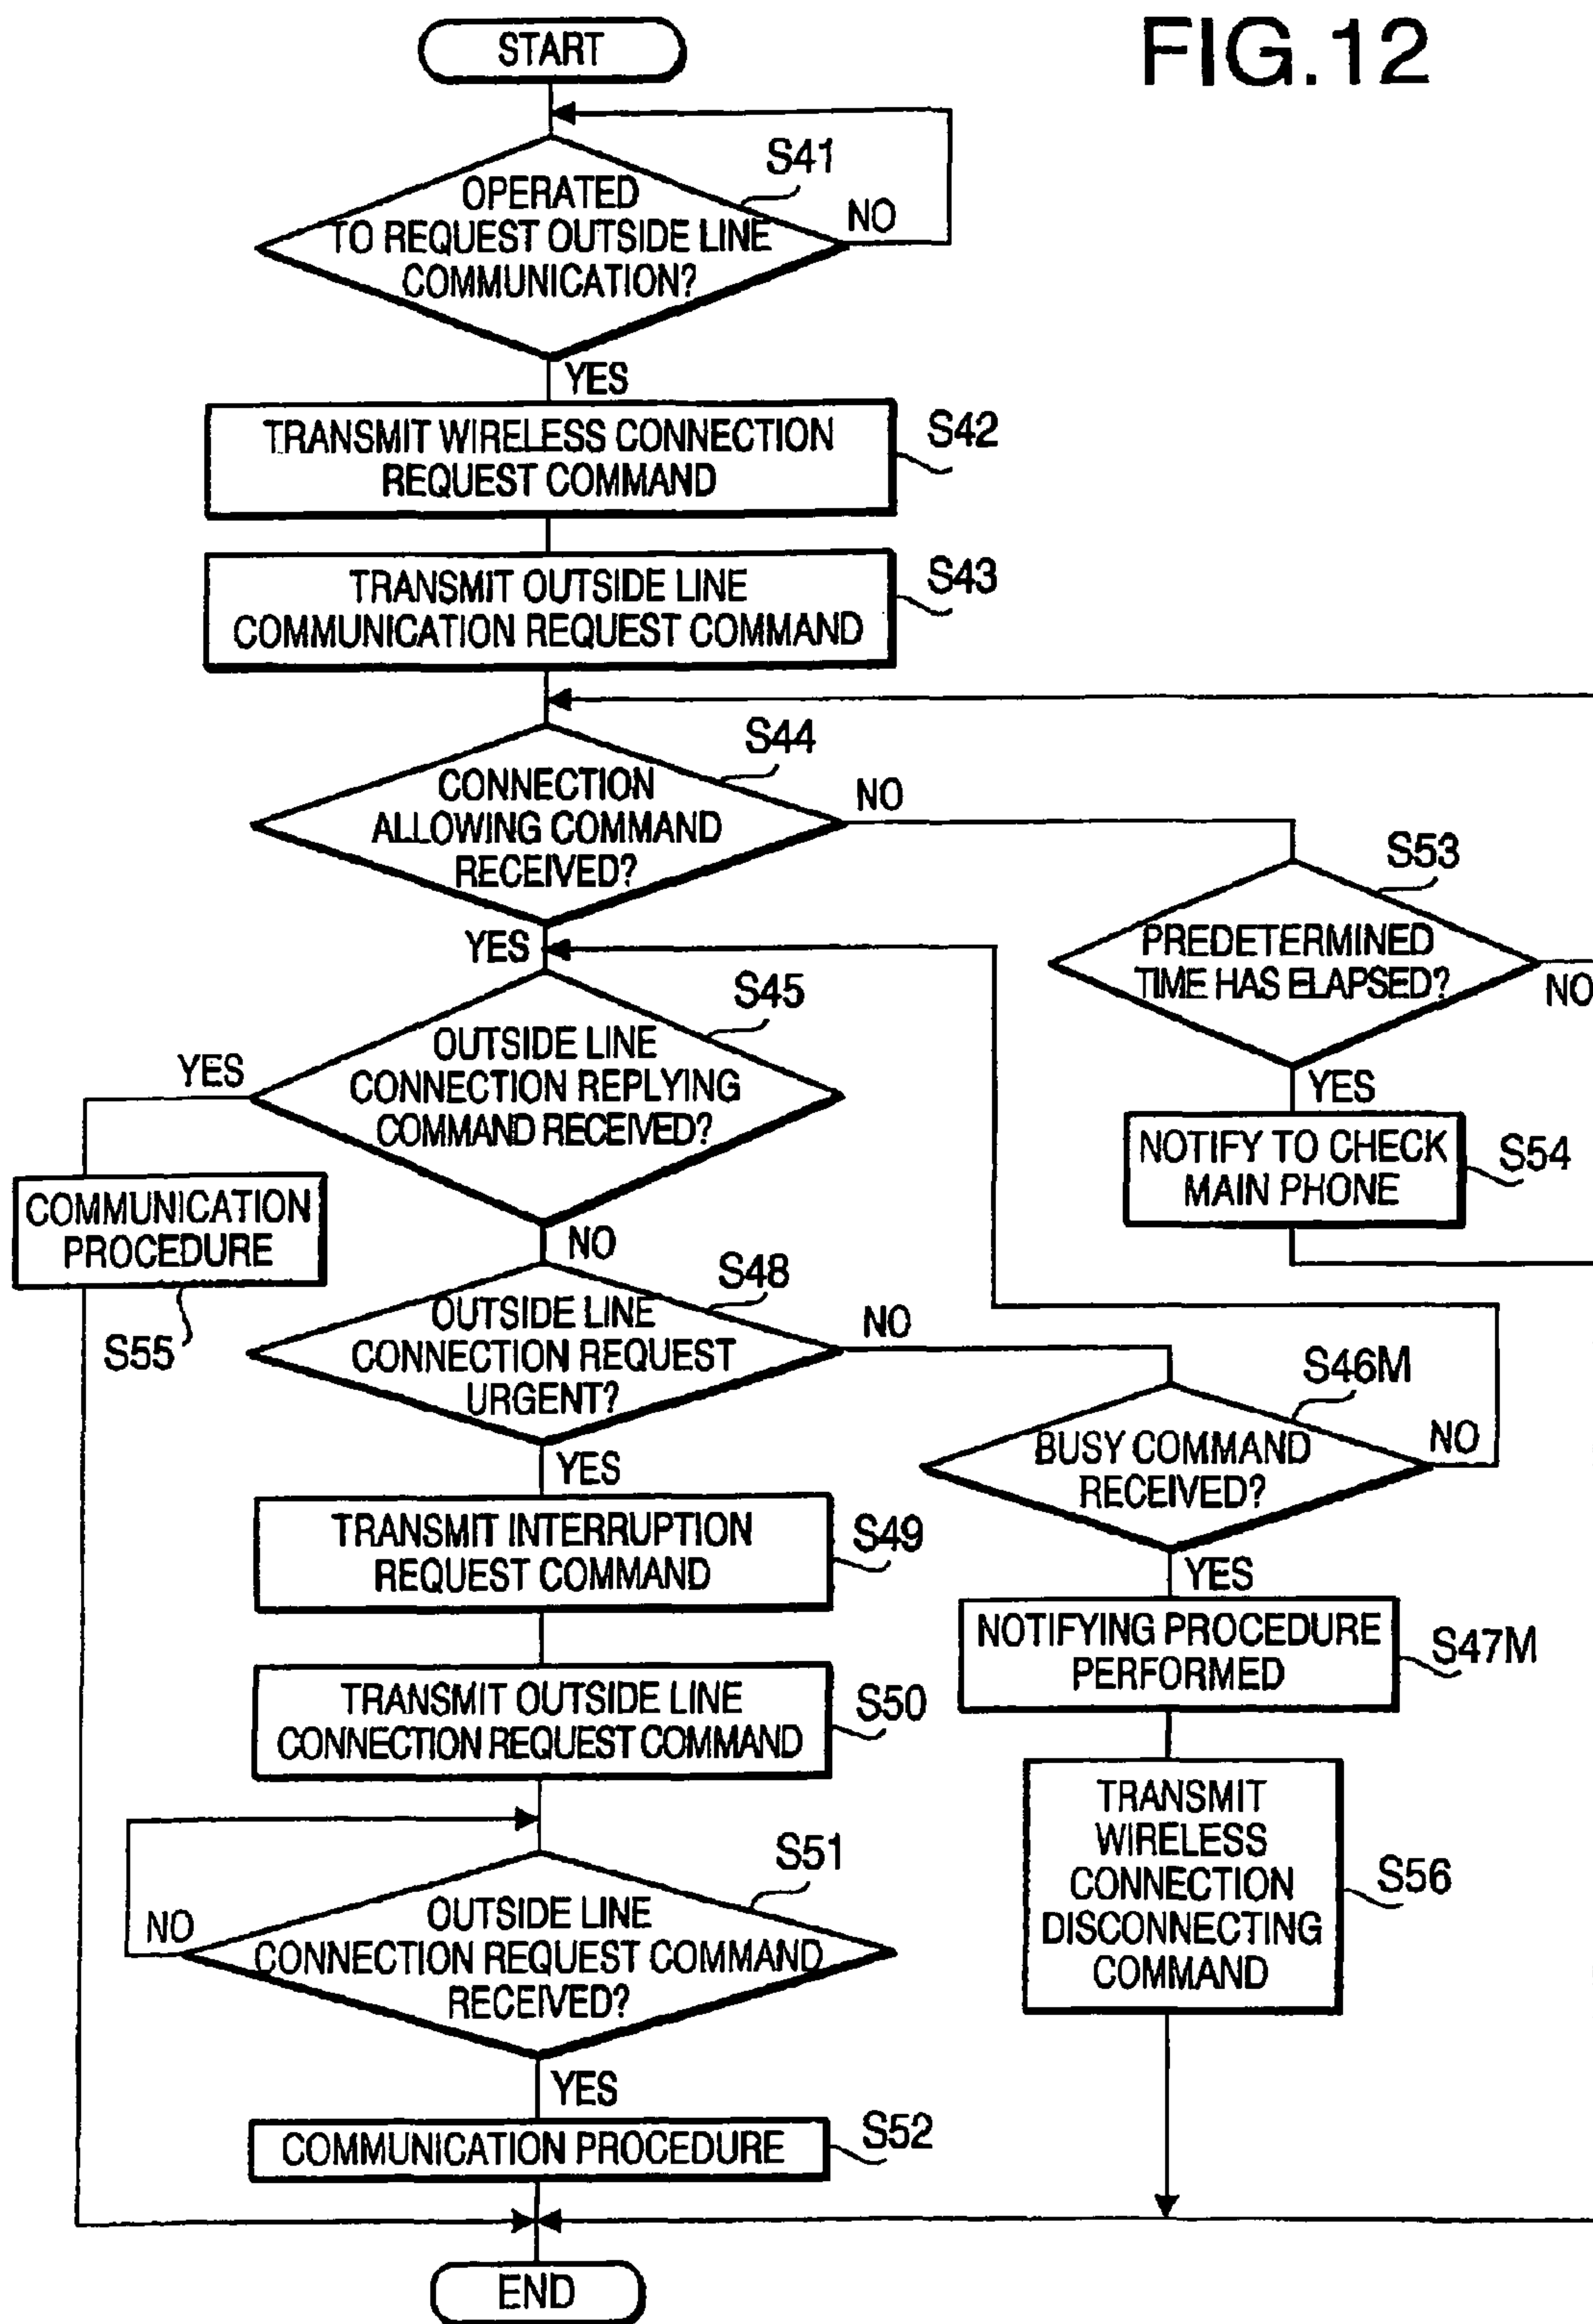 FIG.12
START
S41
OPERATED
TO REQUEST OUTSIDE LINE
COMMUNICATION?
NO
YES
TRANSMIT WIRELESS CONNECTION
REQUEST COMMAND
S42
TRANSMIT OUTSIDE LINE
COMMUNICATION REQUEST COMMAND
S43
S44
CONNECTION
ALLOWING COMMAND
RECEIVED?
NO
YES
S53
PREDETERMINED
TIME HAS ELAPSED?
NO
YES
NOTIFY TO CHECK
MAIN PHONE
S54
S45
OUTSIDE LINE
CONNECTION REPLYING
COMMAND RECEIVED?
YES
NO
COMMUNICATION
PROCEDURE
S55
S48
OUTSIDE LINE
CONNECTION REQUEST
URGENT?
NO
YES
S46M
BUSY COMMAND
RECEIVED?
NO
YES
TRANSMIT INTERRUPTION
REQUEST COMMAND
S49
NOTIFYING PROCEDURE
PERFORMED
S47M
TRANSMIT OUTSIDE LINE
CONNECTION REQUEST COMMAND
S50
TRANSMIT
WIRELESS
CONNECTION
DISCONNECTING
COMMAND
S56
S51
OUTSIDE LINE
CONNECTION REQUEST COMMAND
RECEIVED?
NO
YES
COMMUNICATION PROCEDURE
S52
END